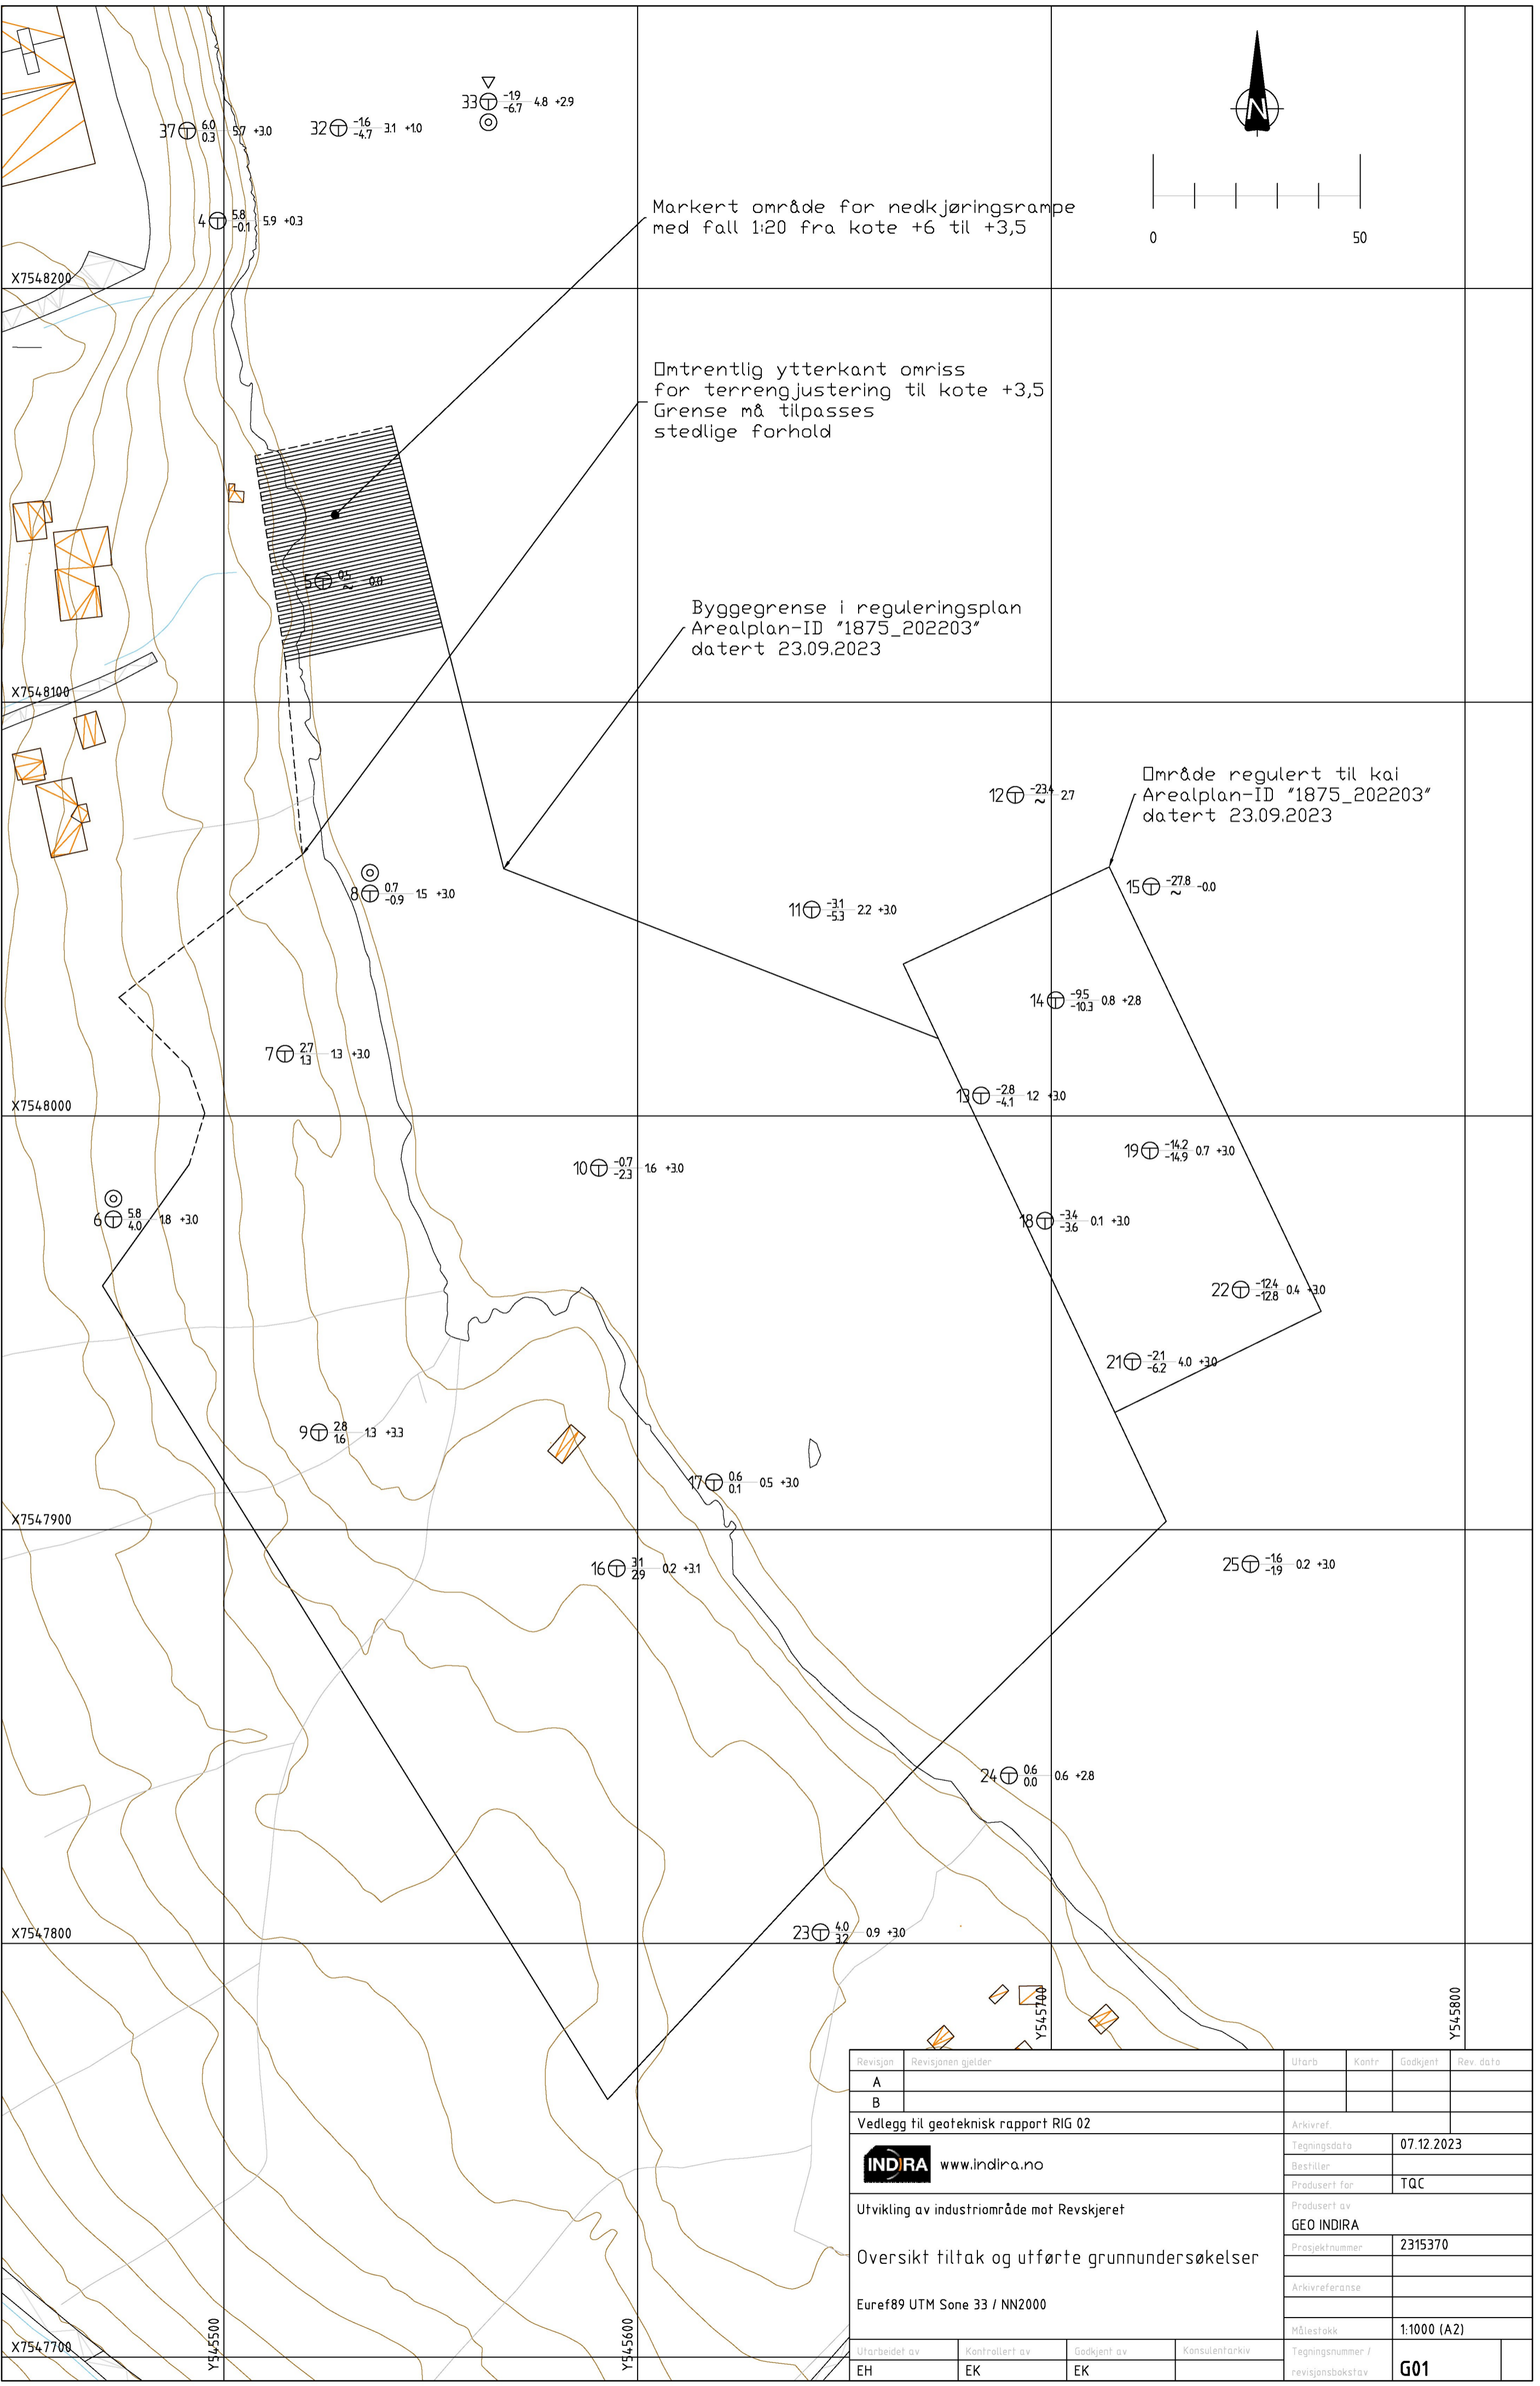 33 -1.9 -6.7 4.8 +2.9
37 6.0 0.3 5.7 +3.0
32 -1.6 -4.7 3.1 +1.0
N
4 5.8 -0.1 5.9 +0.3
Markert område for nedkjøringsrampe
med fall 1:20 fra kote +6 til +3,5
0 50
X7548200
Omtrentlig ytterkant omriss
for terrengjustering til kote +3,5
Grense må tilpasses
stedlige forhold
5 0.5 ~ 0.0
Byggegrense i reguleringsplan
Arealplan-ID "1875_202203"
datert 23.09.2023
X7548100
Område regulert til kai
Arealplan-ID "1875_202203"
datert 23.09.2023
12 -23.4 ~ 2.7
15 -27.8 ~ -0.0
8 0.7 -0.9 1.5 +3.0
11 -3.1 -5.3 2.2 +3.0
14 -9.5 -10.3 0.8 +2.8
7 2.7 1.3 1.3 +3.0
13 -2.8 -4.1 1.2 +3.0
X7548000
19 -14.2 -14.9 0.7 +3.0
10 -0.7 -2.3 1.6 +3.0
6 5.8 4.0 1.8 +3.0
18 -3.4 -3.6 0.1 +3.0
22 -12.4 -12.8 0.4 +3.0
21 -2.1 -6.2 4.0 +3.0
9 2.8 1.6 1.3 +3.3
17 0.6 0.1 0.5 +3.0
X7547900
16 3.1 2.9 0.2 +3.1
25 -1.6 -1.9 0.2 +3.0
24 0.6 0.0 0.6 +2.8
23 4.0 3.2 0.9 +3.0
X7547800
Y545700
Y545800
Revisjon Revisjonen gjelder Utarb Kontr Godkjent Rev. dato
A
B
Vedlegg til geoteknisk rapport RIG 02
Arkivref.
INDIRA www.indira.no
Tegningsdato 07.12.2023
Bestiller
Produsert for TQC
Utvikling av industriområde mot Revskjeret
Produsert av
GEO INDIRA
Oversikt tiltak og utførte grunnundersøkelser
Prosjektnummer 2315370
Arkivreferanse
Euref89 UTM Sone 33 / NN2000
Målestokk 1:1000 (A2)
X7547700
Y545500
Y545600
Utarbeidet av Kontrollert av Godkjent av Konsulentarkiv
EH EK EK
Tegningsnummer /
revisjonsbokstav G01